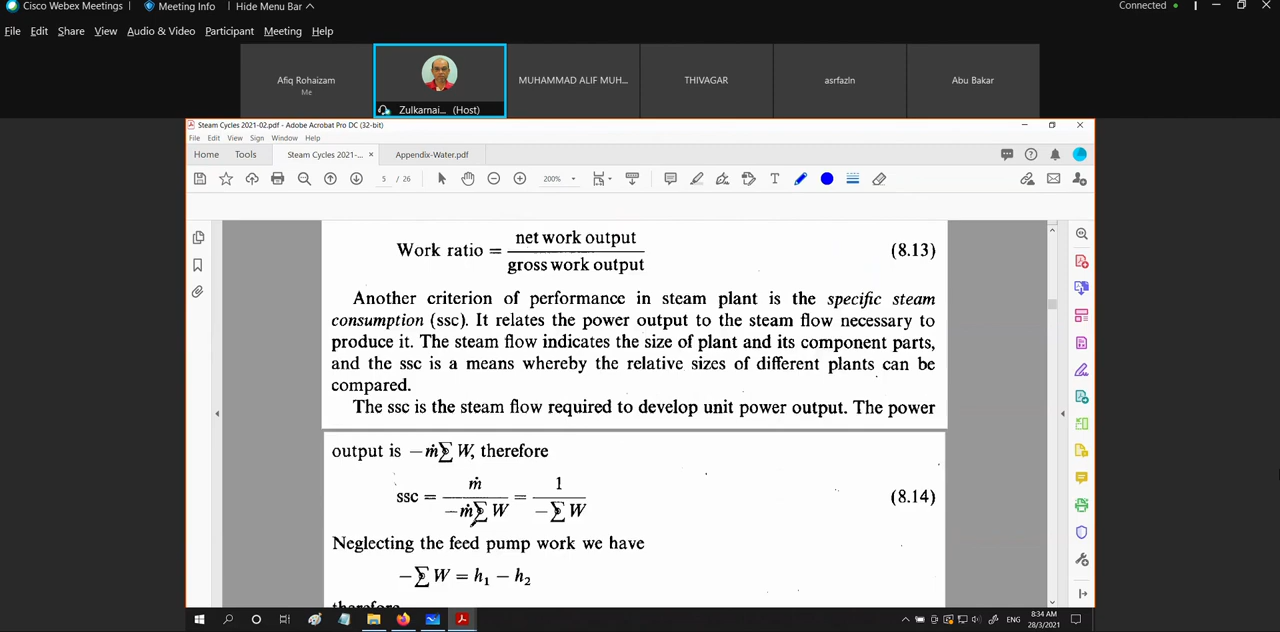 Cisco Webex Meetings | Meeting Info | Hide Menu Bar Connected
File Edit Share View Audio & Video Participant Meeting Help
Afiq Rohaizam
Me
Zulkarnai... (Host)
MUHAMMAD ALIF MUH...
THIVAGAR
asrfazln
Abu Bakar
Steam Cycles 2021-02.pdf - Adobe Acrobat Pro DC (32-bit)
File Edit View Sign Window Help
Home Tools Steam Cycles 2021-... × Appendix-Water.pdf
5 / 26 200%
Work ratio = net work output / gross work output (8.13)
Another criterion of performance in steam plant is the specific steam
consumption (ssc). It relates the power output to the steam flow necessary to
produce it. The steam flow indicates the size of plant and its component parts,
and the ssc is a means whereby the relative sizes of different plants can be
compared.
The ssc is the steam flow required to develop unit power output. The power
output is −ṁ∑W, therefore
ssc = ṁ / −ṁ∑W = 1 / −∑W (8.14)
Neglecting the feed pump work we have
−∑W = h₁ − h₂
therefore
ENG 8:34 AM
28/3/2021